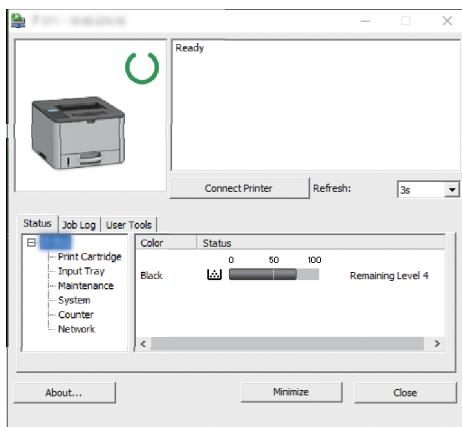 Ready
Connect Printer Refresh: 3s
Status Job Log User Tools
Color Status
Print Cartridge
Input Tray
Maintenance
System
Counter
Network
0 50 100
Black Remaining Level 4
About... Minimize Close